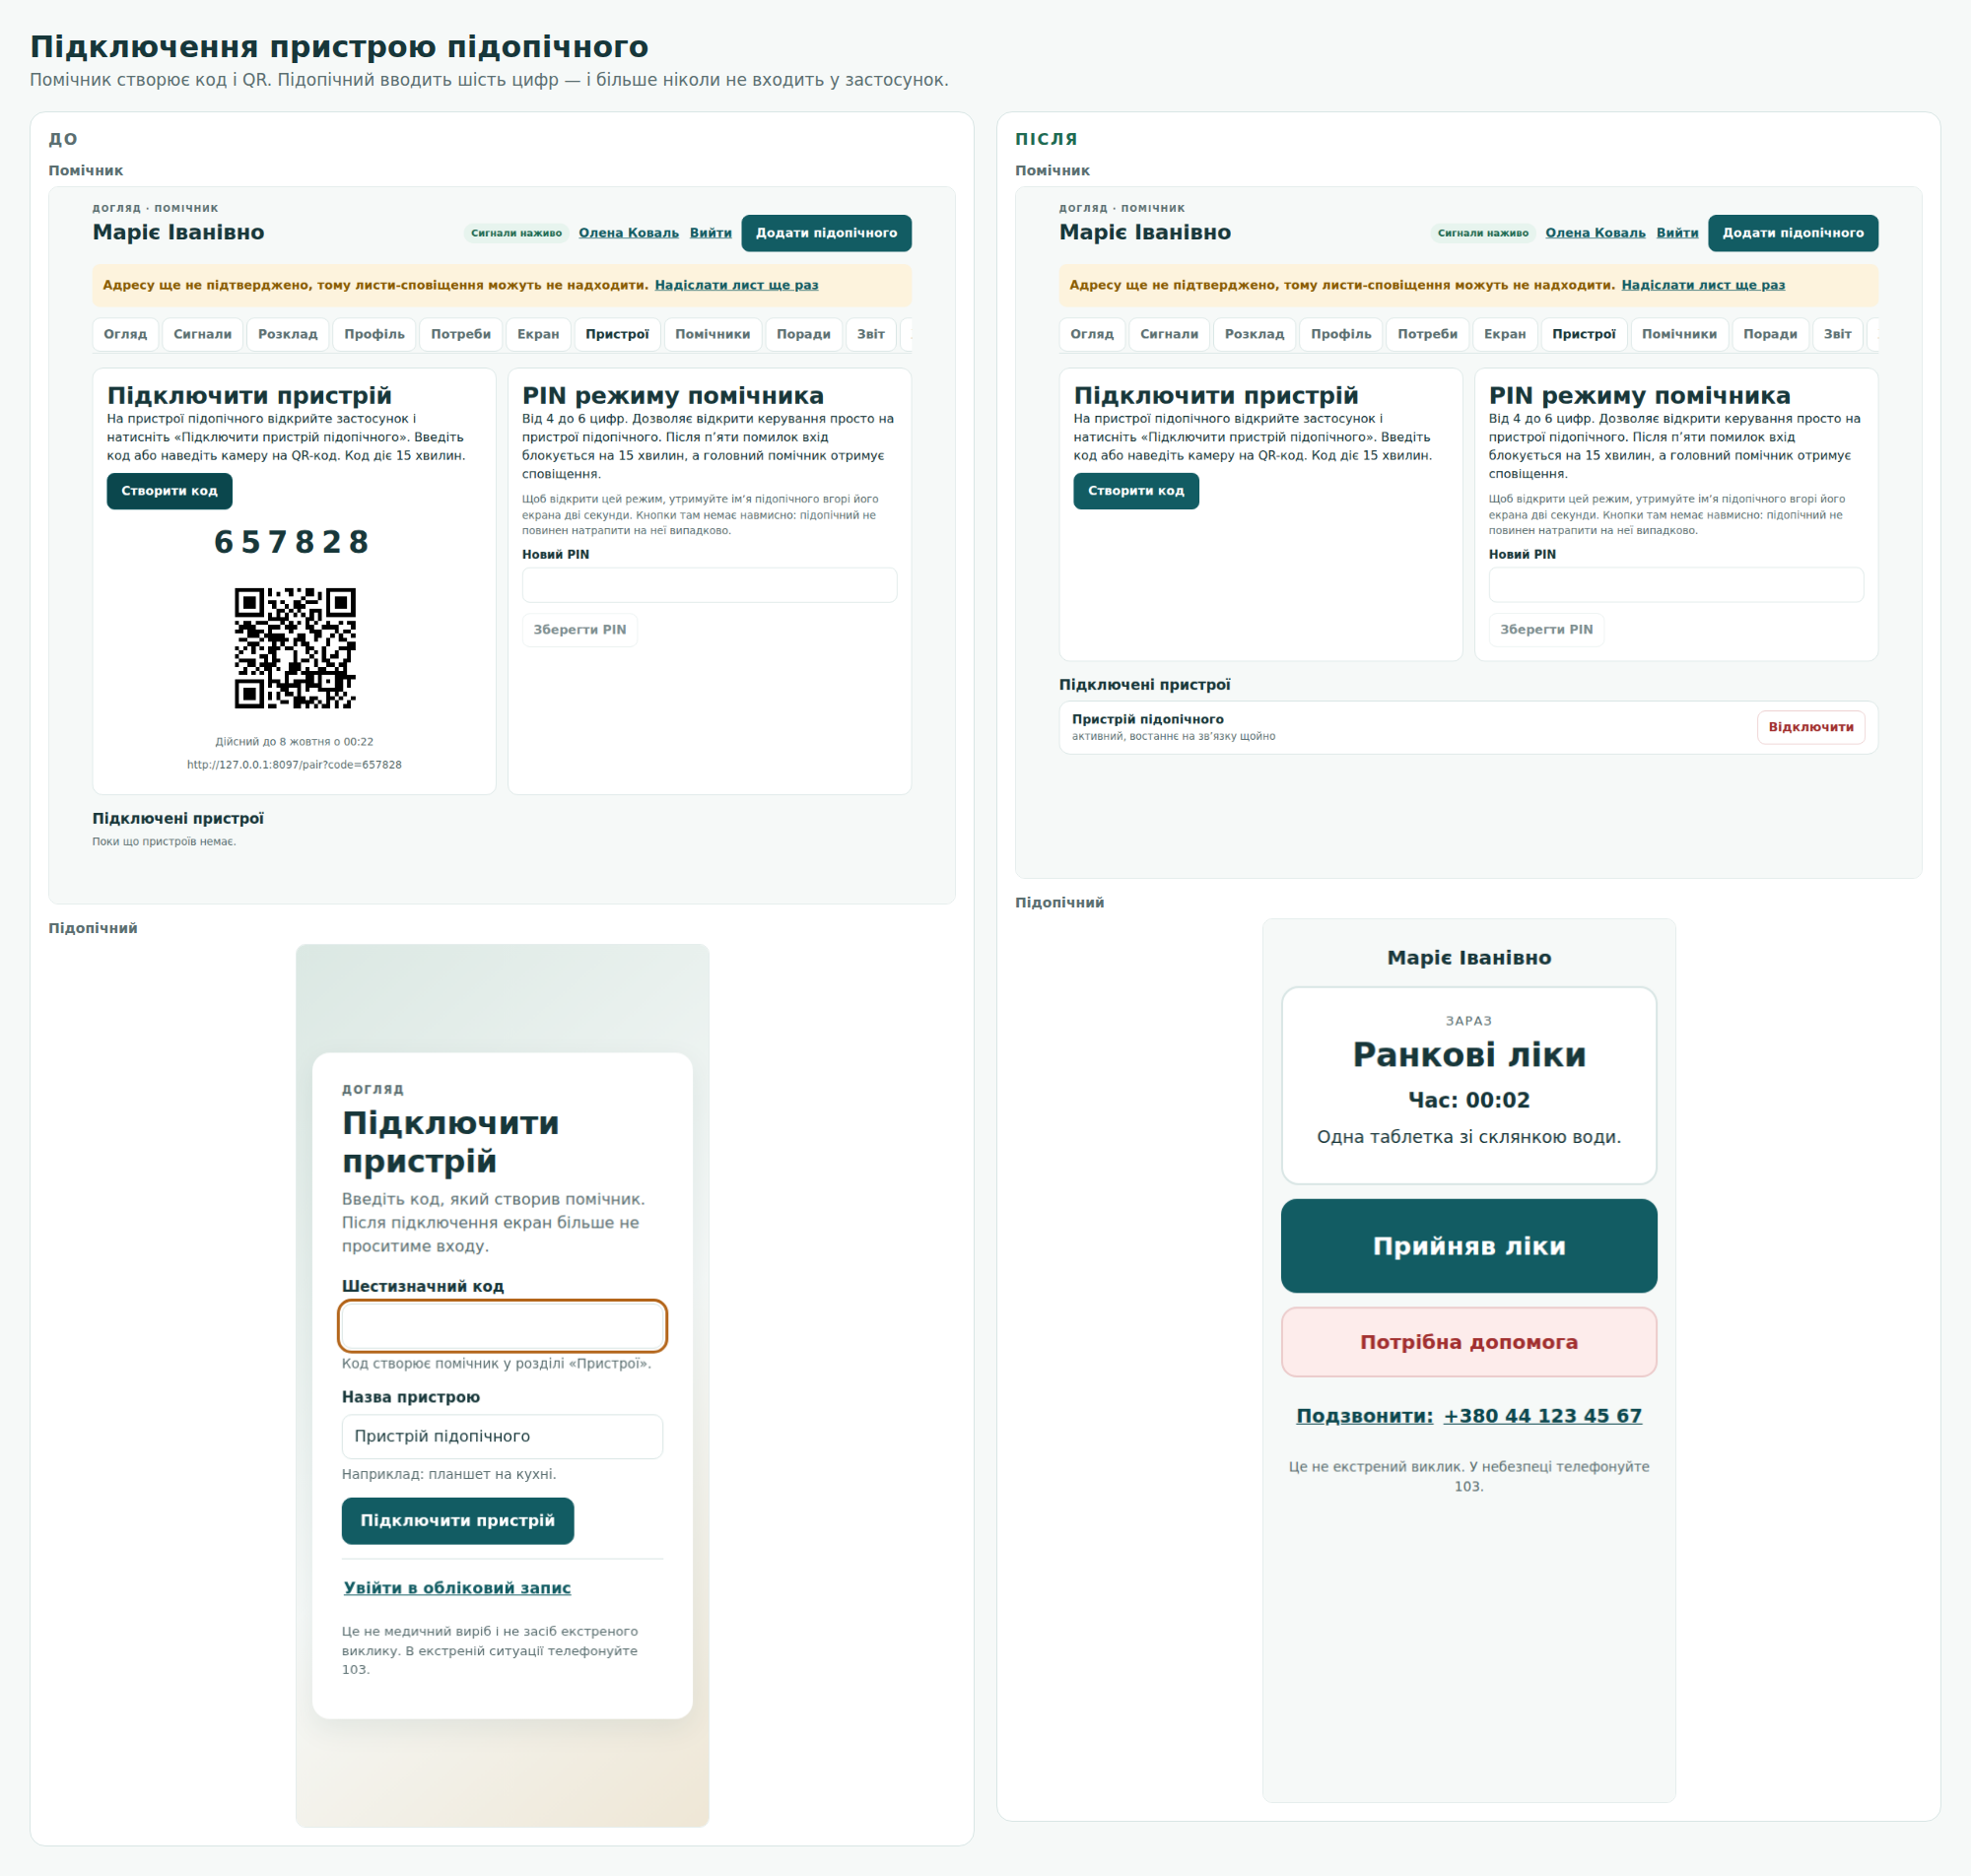 Підключення пристрою підопічного
Помічник створює код і QR. Підопічний вводить шість цифр — і більше ніколи не входить у застосунок.
ДО
Помічник
ДОГЛЯД · ПОМІЧНИК
Маріє Іванівно
Сигнали наживо Олена Коваль Вийти Додати підопічного
Адресу ще не підтверджено, тому листи-сповіщення можуть не надходити. Надіслати лист ще раз
Огляд Сигнали Розклад Профіль Потреби Екран Пристрої Помічники Поради Звіт
Підключити пристрій
На пристрої підопічного відкрийте застосунок і
натисніть «Підключити пристрій підопічного». Введіть
код або наведіть камеру на QR-код. Код діє 15 хвилин.
Створити код
657828
Дійсний до 8 жовтня о 00:22
http://127.0.0.1:8097/pair?code=657828
PIN режиму помічника
Від 4 до 6 цифр. Дозволяє відкрити керування просто на
пристрої підопічного. Після п’яти помилок вхід
блокується на 15 хвилин, а головний помічник отримує
сповіщення.
Щоб відкрити цей режим, утримуйте ім’я підопічного вгорі його
екрана дві секунди. Кнопки там немає навмисно: підопічний не
повинен натрапити на неї випадково.
Новий PIN
Зберегти PIN
Підключені пристрої
Поки що пристроїв немає.
Підопічний
ДОГЛЯД
Підключити
пристрій
Введіть код, який створив помічник.
Після підключення екран більше не
проситиме входу.
Шестизначний код
Код створює помічник у розділі «Пристрої».
Назва пристрою
Пристрій підопічного
Наприклад: планшет на кухні.
Підключити пристрій
Увійти в обліковий запис
Це не медичний виріб і не засіб екстреного
виклику. В екстреній ситуації телефонуйте
103.
ПІСЛЯ
Помічник
ДОГЛЯД · ПОМІЧНИК
Маріє Іванівно
Сигнали наживо Олена Коваль Вийти Додати підопічного
Адресу ще не підтверджено, тому листи-сповіщення можуть не надходити. Надіслати лист ще раз
Огляд Сигнали Розклад Профіль Потреби Екран Пристрої Помічники Поради Звіт
Підключити пристрій
На пристрої підопічного відкрийте застосунок і
натисніть «Підключити пристрій підопічного». Введіть
код або наведіть камеру на QR-код. Код діє 15 хвилин.
Створити код
PIN режиму помічника
Від 4 до 6 цифр. Дозволяє відкрити керування просто на
пристрої підопічного. Після п’яти помилок вхід
блокується на 15 хвилин, а головний помічник отримує
сповіщення.
Щоб відкрити цей режим, утримуйте ім’я підопічного вгорі його
екрана дві секунди. Кнопки там немає навмисно: підопічний не
повинен натрапити на неї випадково.
Новий PIN
Зберегти PIN
Підключені пристрої
Пристрій підопічного
активний, востаннє на зв’язку щойно
Відключити
Підопічний
Маріє Іванівно
ЗАРАЗ
Ранкові ліки
Час: 00:02
Одна таблетка зі склянкою води.
Прийняв ліки
Потрібна допомога
Подзвонити: +380 44 123 45 67
Це не екстрений виклик. У небезпеці телефонуйте
103.